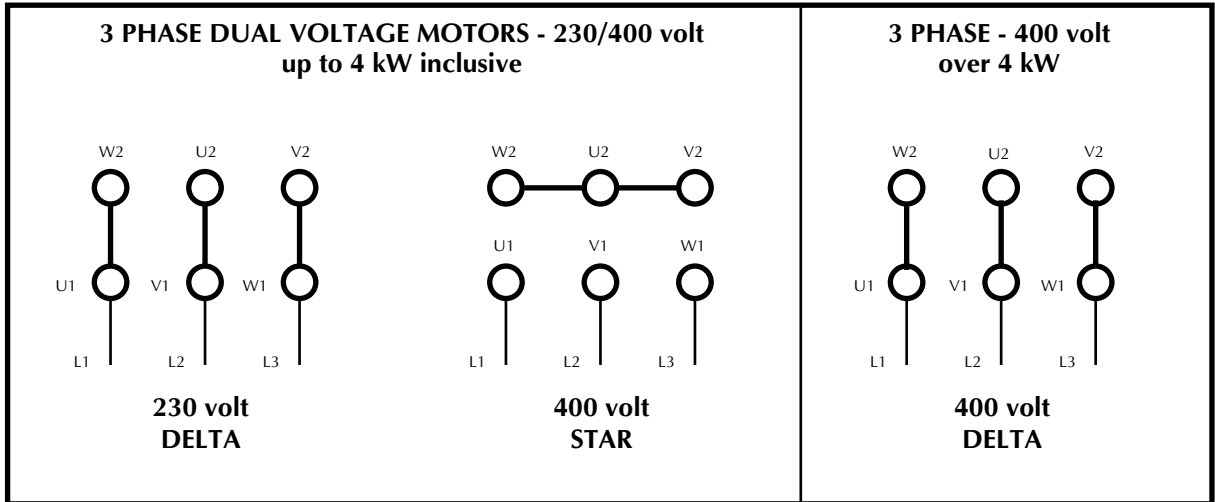 3 PHASE DUAL VOLTAGE MOTORS - 230/400 volt
up to 4 kW inclusive
W2 U2 V2
U1 V1 W1
L1 L2 L3
230 volt
DELTA
W2 U2 V2
U1 V1 W1
L1 L2 L3
400 volt
STAR
3 PHASE - 400 volt
over 4 kW
W2 U2 V2
U1 V1 W1
L1 L2 L3
400 volt
DELTA